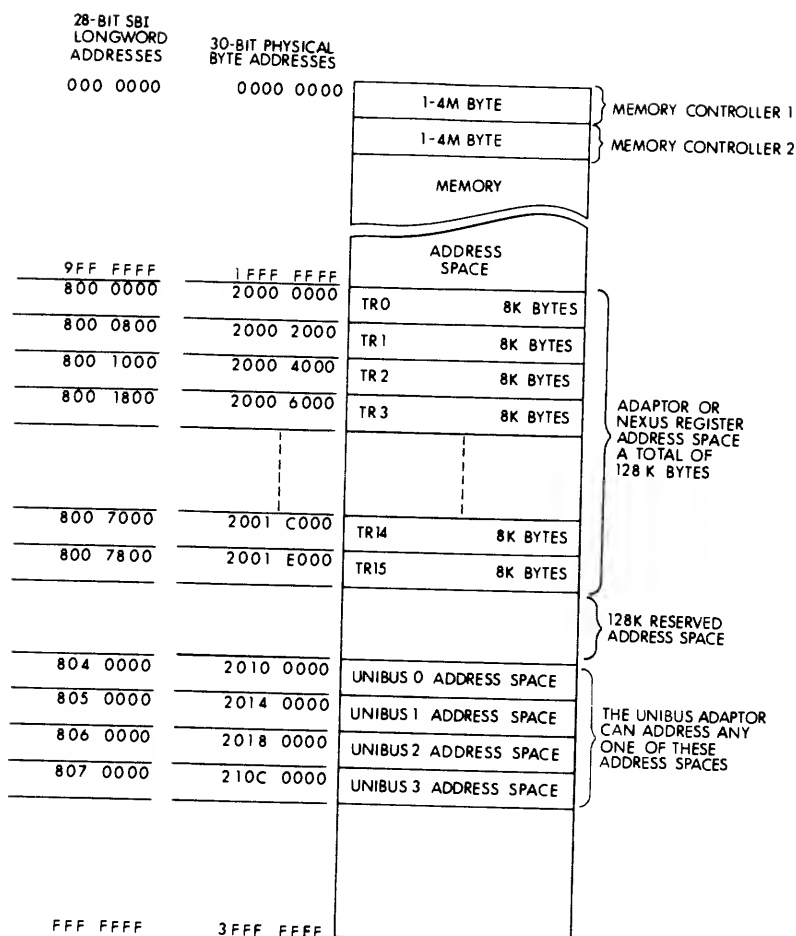 28-BIT SBI
LONGWORD
ADDRESSES
30-BIT PHYSICAL
BYTE ADDRESSES
000 0000 0000 0000
1-4M BYTE MEMORY CONTROLLER 1
1-4M BYTE MEMORY CONTROLLER 2
MEMORY
ADDRESS
SPACE
9FF FFFF 1FFF FFFF
800 0000 2000 0000 TR0 8K BYTES
800 0800 2000 2000 TR1 8K BYTES
800 1000 2000 4000 TR2 8K BYTES
800 1800 2000 6000 TR3 8K BYTES
ADAPTOR OR
NEXUS REGISTER
ADDRESS SPACE
A TOTAL OF
128 K BYTES
800 7000 2001 C000 TR14 8K BYTES
800 7800 2001 E000 TR15 8K BYTES
128K RESERVED
ADDRESS SPACE
804 0000 2010 0000 UNIBUS 0 ADDRESS SPACE
805 0000 2014 0000 UNIBUS 1 ADDRESS SPACE
806 0000 2018 0000 UNIBUS 2 ADDRESS SPACE
807 0000 210C 0000 UNIBUS 3 ADDRESS SPACE
THE UNIBUS ADAPTOR
CAN ADDRESS ANY
ONE OF THESE
ADDRESS SPACES
FFF FFFF 3FFF FFFF